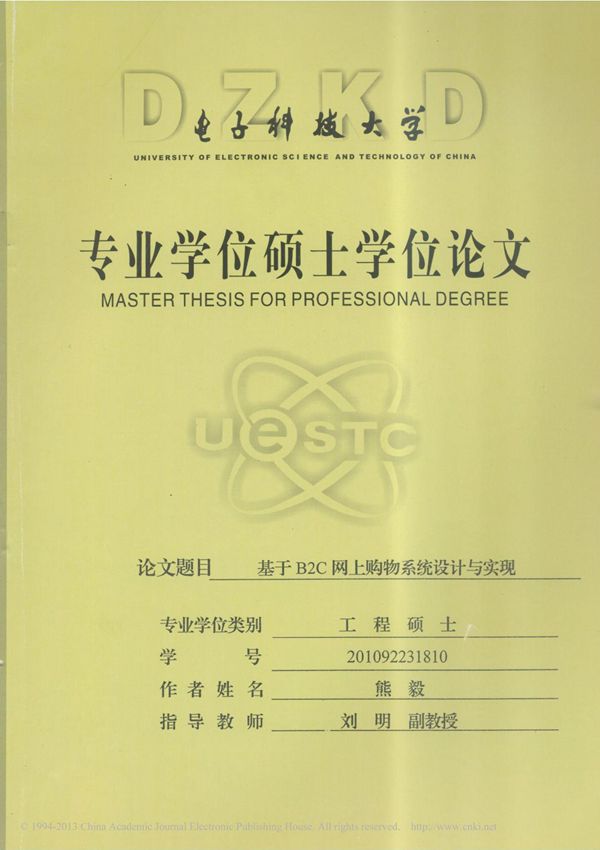 DZKD
电子科技大学
UNIVERSITY OF ELECTRONIC SCIENCE AND TECHNOLOGY OF CHINA
专业学位硕士学位论文
MASTER THESIS FOR PROFESSIONAL DEGREE
UeSTC
论文题目 基于 B2C 网上购物系统设计与实现
专业学位类别 工程硕士
学号 201092231810
作者姓名 熊毅
指导教师 刘明 副教授
© 1994-2013 China Academic Journal Electronic Publishing House. All rights reserved. http://www.cnki.net